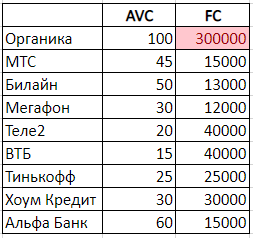 AVC FC
Органика 100 300000
МТС 45 15000
Билайн 50 13000
Мегафон 30 12000
Теле2 20 40000
ВТБ 15 40000
Тинькофф 25 25000
Хоум Кредит 30 30000
Альфа Банк 60 15000